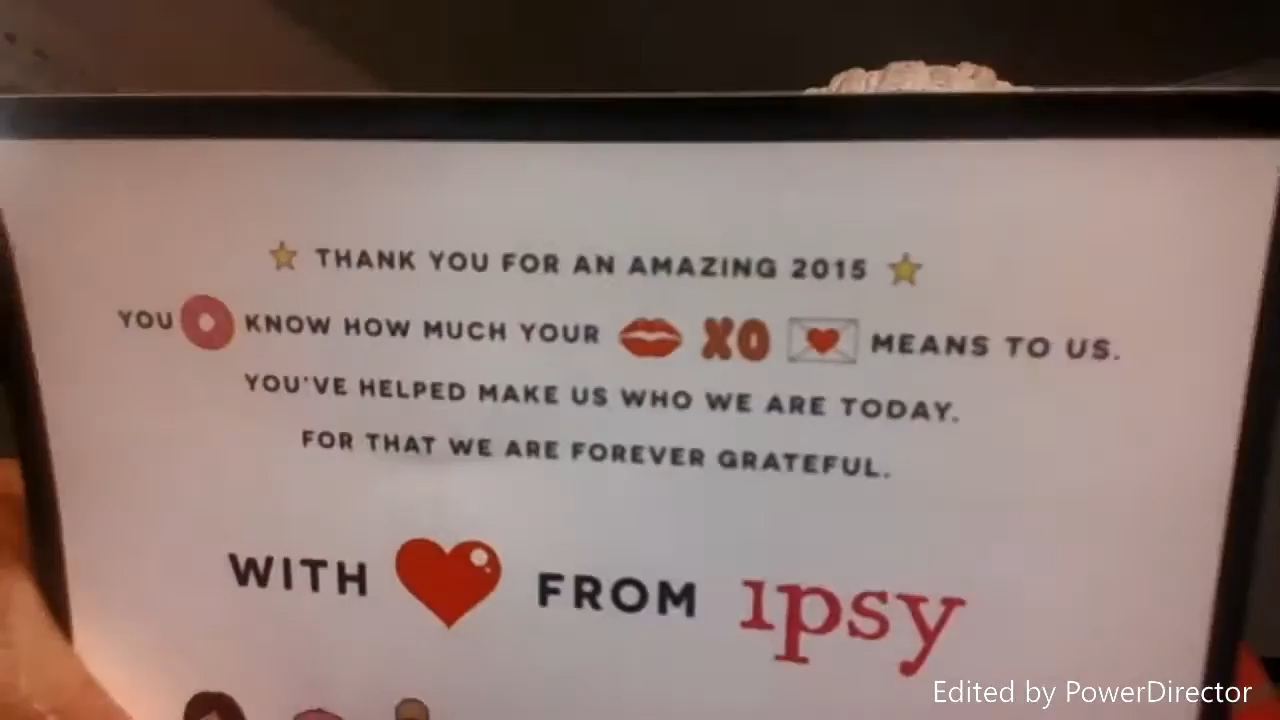 THANK YOU FOR AN AMAZING 2015
YOU KNOW HOW MUCH YOUR XO MEANS TO US.
YOU'VE HELPED MAKE US WHO WE ARE TODAY.
FOR THAT WE ARE FOREVER GRATEFUL.
WITH FROM ipsy
Edited by PowerDirector